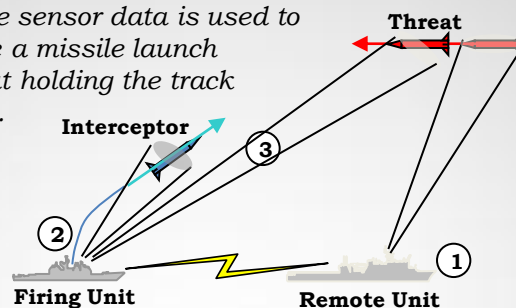 e sensor data is used to
e a missile launch
t holding the track
Threat
Interceptor
3
2
1
Firing Unit
Remote Unit